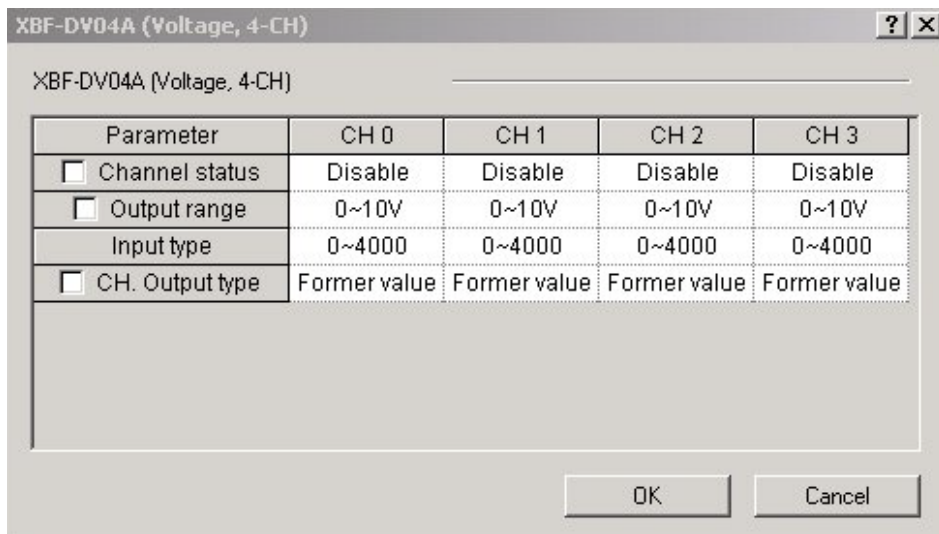 XBF-DV04A (Voltage, 4-CH)
XBF-DV04A (Voltage, 4-CH)
Parameter CH 0 CH 1 CH 2 CH 3
Channel status Disable Disable Disable Disable
Output range 0~10V 0~10V 0~10V 0~10V
Input type 0~4000 0~4000 0~4000 0~4000
CH. Output type Former value Former value Former value Former value
OK Cancel